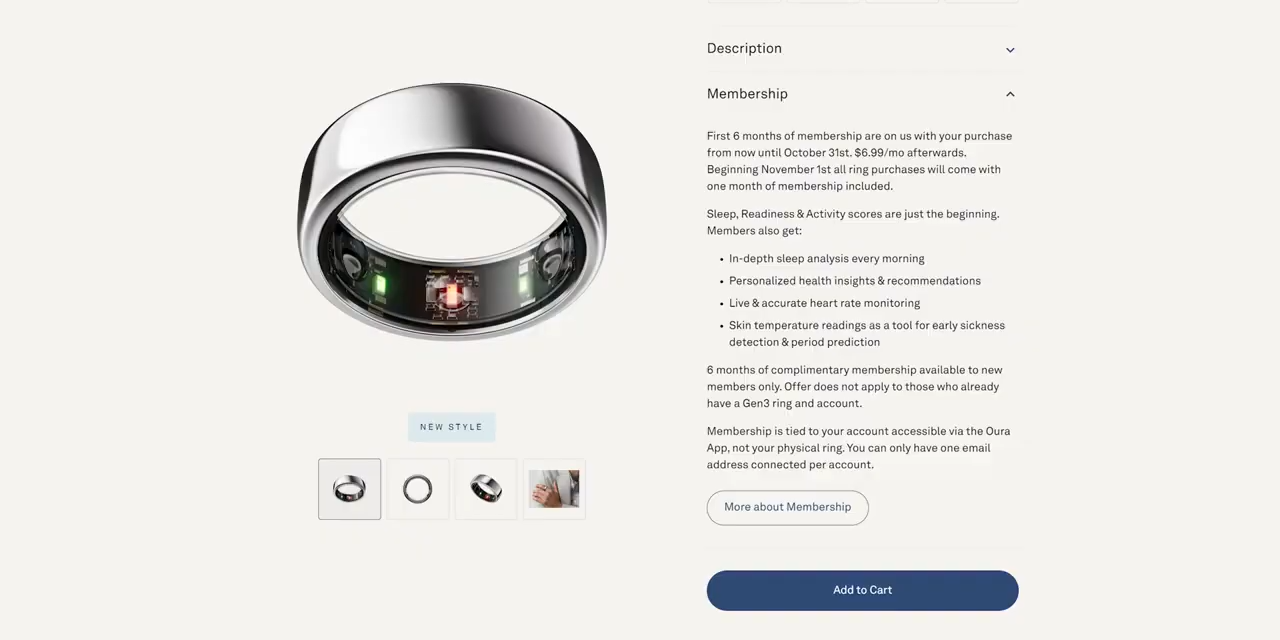 Description
Membership
First 6 months of membership are on us with your purchase
from now until October 31st. $6.99/mo afterwards.
Beginning November 1st all ring purchases will come with
one month of membership included.
Sleep, Readiness & Activity scores are just the beginning.
Members also get:
• In-depth sleep analysis every morning
• Personalized health insights & recommendations
• Live & accurate heart rate monitoring
• Skin temperature readings as a tool for early sickness
detection & period prediction
6 months of complimentary membership available to new
members only. Offer does not apply to those who already
have a Gen3 ring and account.
Membership is tied to your account accessible via the Oura
App, not your physical ring. You can only have one email
address connected per account.
More about Membership
Add to Cart
NEW STYLE